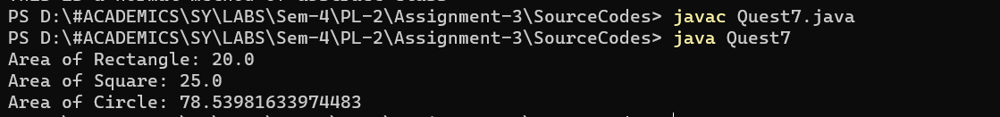 PS D:\#ACADEMICS\SY\LABS\Sem-4\PL-2\Assignment-3\SourceCodes> javac Quest7.java
PS D:\#ACADEMICS\SY\LABS\Sem-4\PL-2\Assignment-3\SourceCodes> java Quest7
Area of Rectangle: 20.0
Area of Square: 25.0
Area of Circle: 78.53981633974483